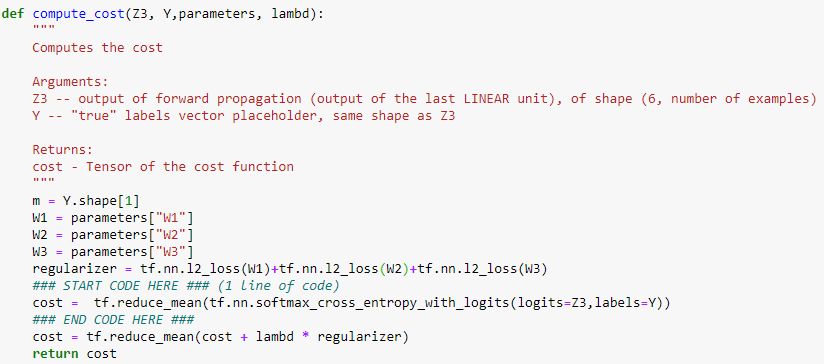 def compute_cost(Z3, Y,parameters, lambd):
    """
    Computes the cost

    Arguments:
    Z3 -- output of forward propagation (output of the last LINEAR unit), of shape (6, number of examples)
    Y -- "true" labels vector placeholder, same shape as Z3

    Returns:
    cost - Tensor of the cost function
    """
    m = Y.shape[1]
    W1 = parameters["W1"]
    W2 = parameters["W2"]
    W3 = parameters["W3"]
    regularizer = tf.nn.l2_loss(W1)+tf.nn.l2_loss(W2)+tf.nn.l2_loss(W3)
    ### START CODE HERE ### (1 line of code)
    cost =  tf.reduce_mean(tf.nn.softmax_cross_entropy_with_logits(logits=Z3,labels=Y))
    ### END CODE HERE ###
    cost = tf.reduce_mean(cost + lambd * regularizer)
    return cost